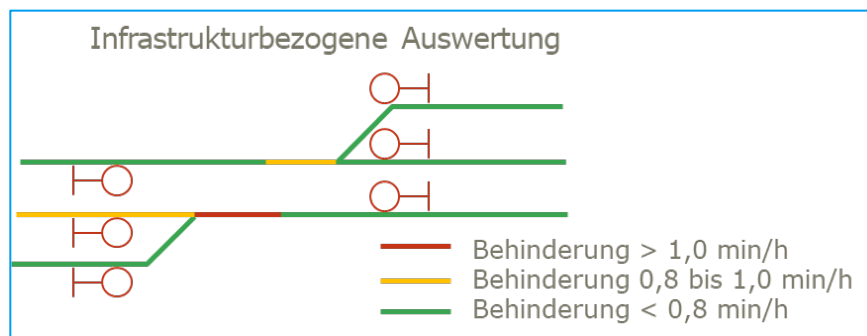 Infrastrukturbezogene Auswertung
Behinderung > 1,0 min/h
Behinderung 0,8 bis 1,0 min/h
Behinderung < 0,8 min/h